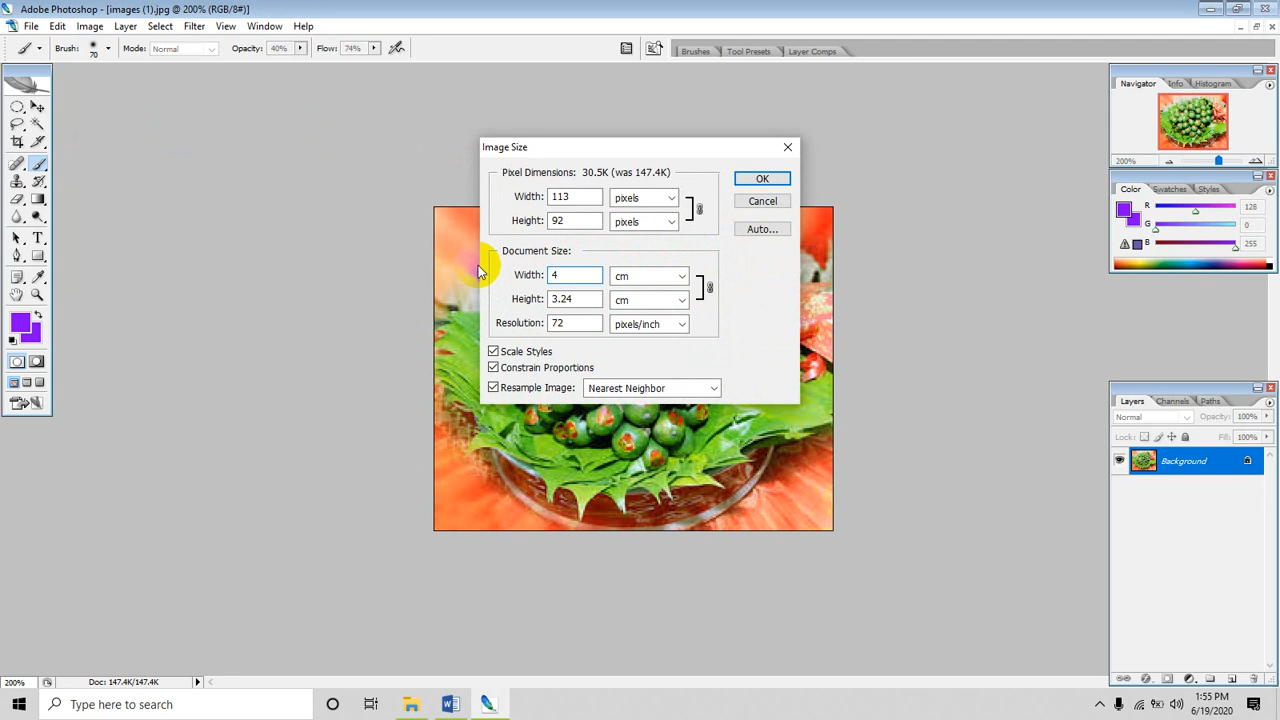 Adobe Photoshop - [images (1).jpg @ 200% (RGB/8#)]
File Edit Image Layer Select Filter View Window Help
Brush: 70 Mode: Normal Opacity: 40% Flow: 74% Brushes Tool Presets Layer Comps
Navigator Info Histogram
200%
Color Swatches Styles
R 128
G 0
B 255
Image Size
Pixel Dimensions: 30.5K (was 147.4K)
Width: 113 pixels
Height: 92 pixels
Document Size:
Width: 4 cm
Height: 3.24 cm
Resolution: 72 pixels/inch
Scale Styles
Constrain Proportions
Resample Image: Nearest Neighbor
OK
Cancel
Auto...
Layers Channels Paths
Normal Opacity: 100%
Lock: Fill: 100%
Background
200% Doc: 147.4K/147.4K
Type here to search
1:55 PM
6/19/2020